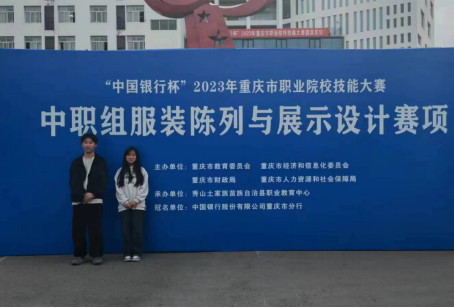 “中国银行杯”2023年重庆市职业院校技能大赛
中职组服装陈列与展示设计赛项
主办单位：重庆市教育委员会 重庆市经济和信息化委员会
重庆市财政局 重庆市人力资源和社会保障局
承办单位：秀山土家族苗族自治县职业教育中心
冠名单位：中国银行股份有限公司重庆市分行